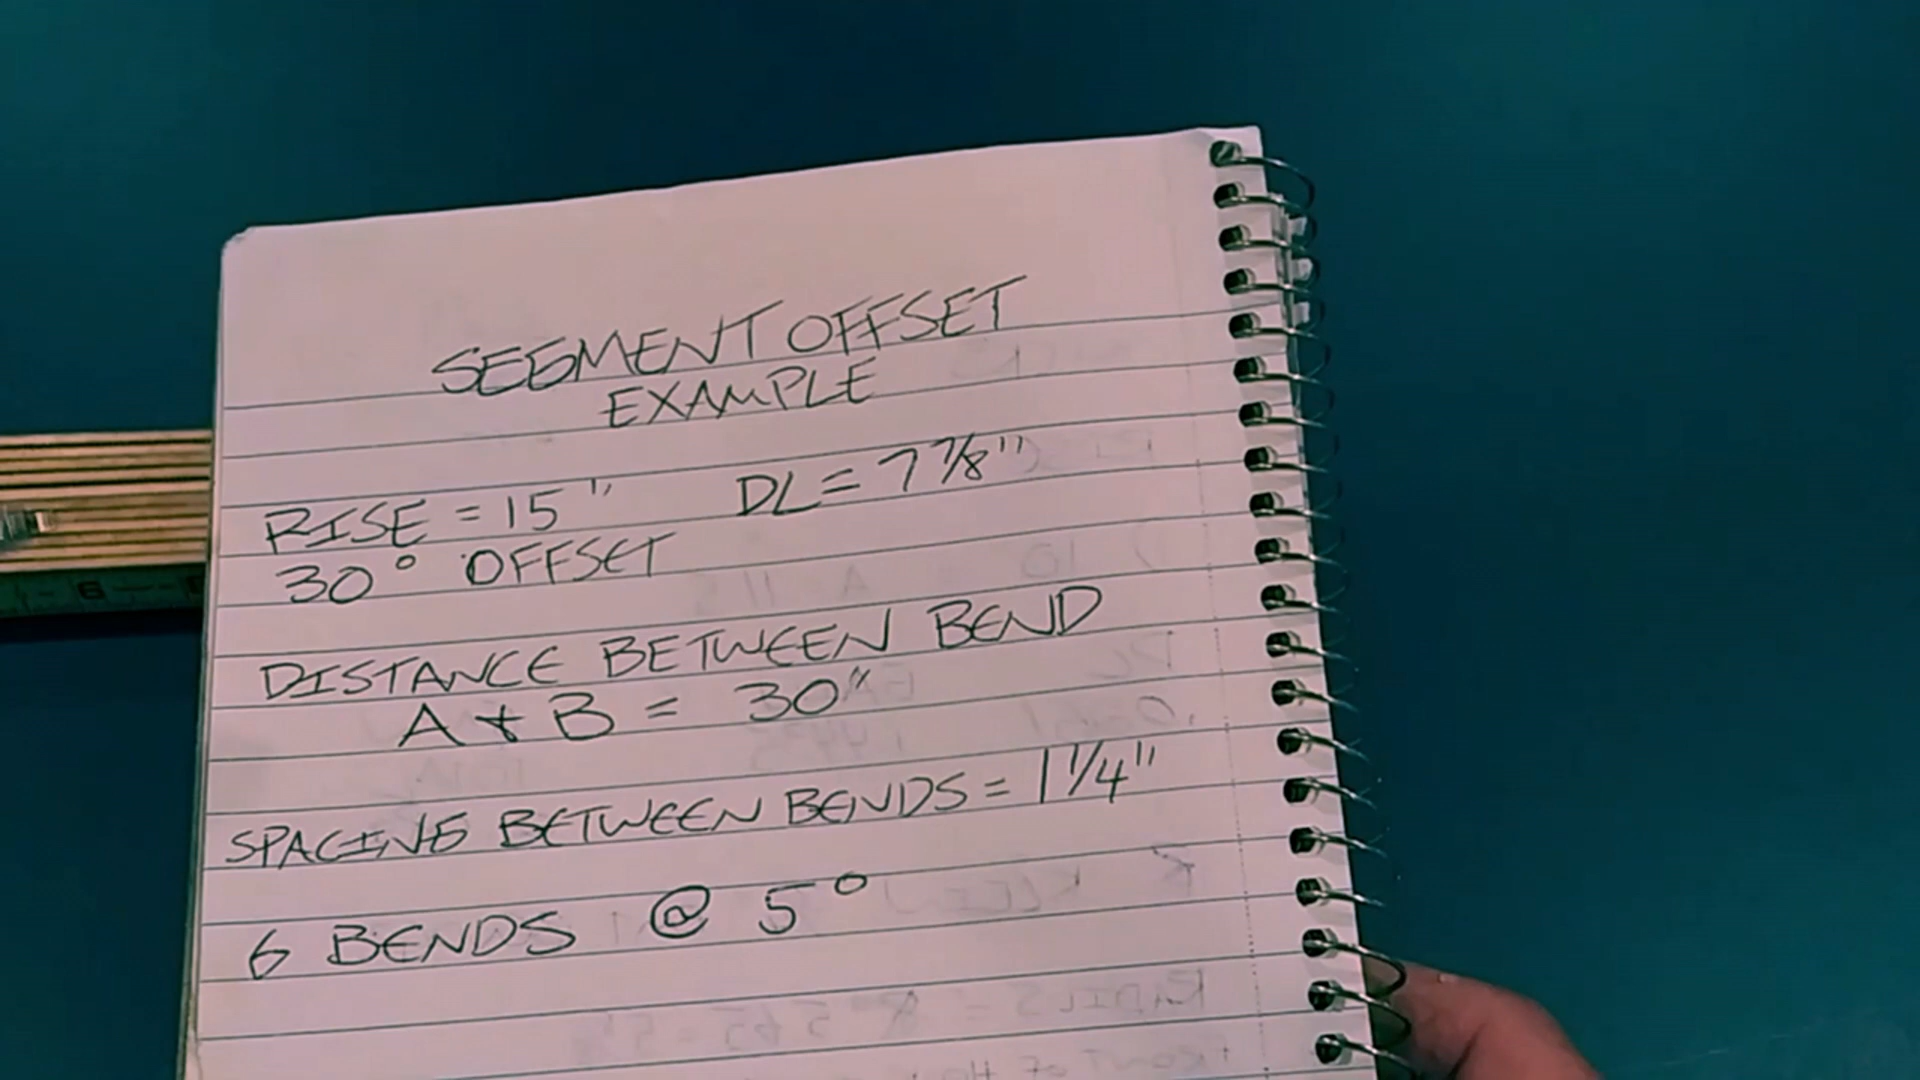 SEGMENT OFFSET
EXAMPLE
RISE = 15" DL = 7 7/8"
30° OFFSET
DISTANCE BETWEEN BEND
A & B = 30"
SPACING BETWEEN BENDS = 1 1/4"
6 BENDS @ 5°